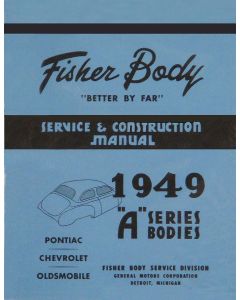 Fisher Body
"BETTER BY FAR"
SERVICE & CONSTRUCTION
MANUAL
1949
"A" SERIES
BODIES
PONTIAC
CHEVROLET
OLDSMOBILE
FISHER BODY SERVICE DIVISION
GENERAL MOTORS CORPORATION
DETROIT, MICHIGAN